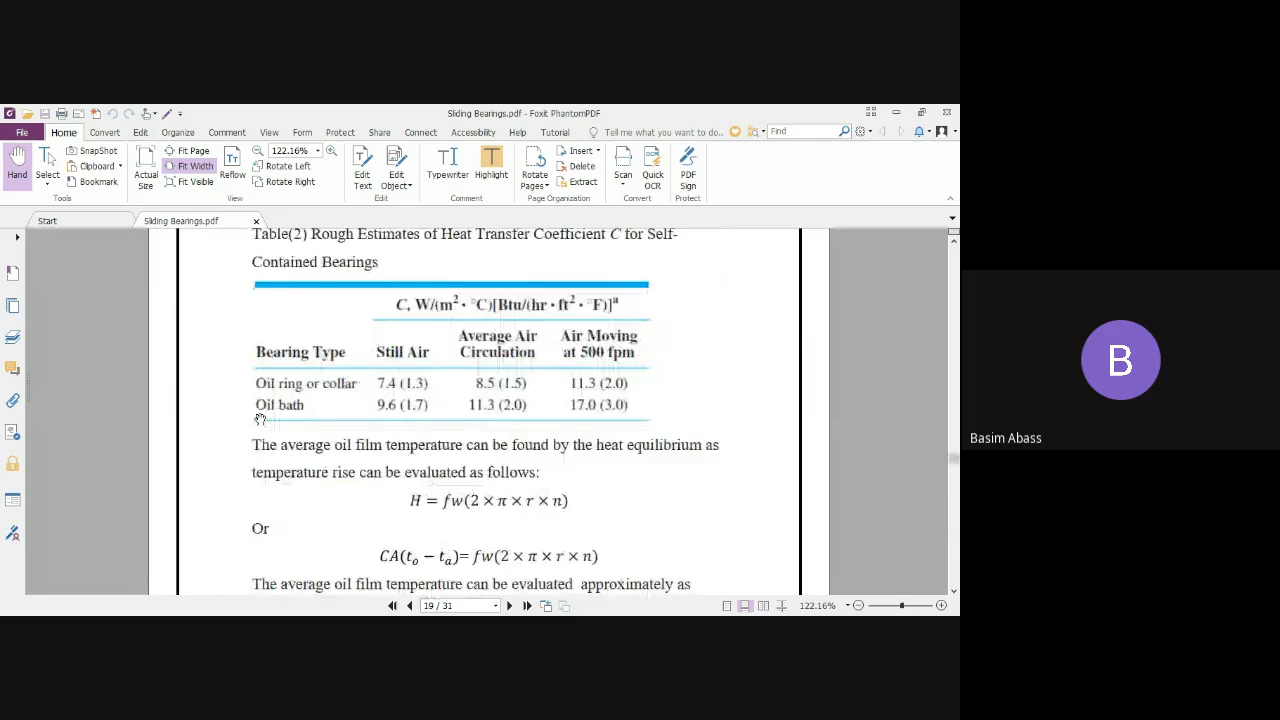 Sliding Bearings.pdf - Foxit PhantomPDF
File Home Convert Edit Organize Comment View Form Protect Share Connect Accessibility Help Tutorial Tell me what you want to do.. Find
Hand
Select
SnapShot
Clipboard
Bookmark
Tools
Actual Size
Fit Page
Fit Width
Fit Visible
Reflow
122.16%
Rotate Left
Rotate Right
View
Edit Text
Edit Object
Edit
Typewriter
Highlight
Comment
Rotate Pages
Insert
Delete
Extract
Page Organization
Scan
Quick OCR
Convert
PDF Sign
Protect
Start Sliding Bearings.pdf
Table(2) Rough Estimates of Heat Transfer Coefficient C for Self-
Contained Bearings
C, W/(m² · °C)[Btu/(hr · ft² · °F)]ᵃ
Bearing Type Still Air Average Air Circulation Air Moving at 500 fpm
Oil ring or collar 7.4 (1.3) 8.5 (1.5) 11.3 (2.0)
Oil bath 9.6 (1.7) 11.3 (2.0) 17.0 (3.0)
The average oil film temperature can be found by the heat equilibrium as
temperature rise can be evaluated as follows:
H = fw(2 × π × r × n)
Or
CA(tₒ − tₐ)= fw(2 × π × r × n)
The average oil film temperature can be evaluated approximately as
19 / 31
122.16%
B
Basim Abass